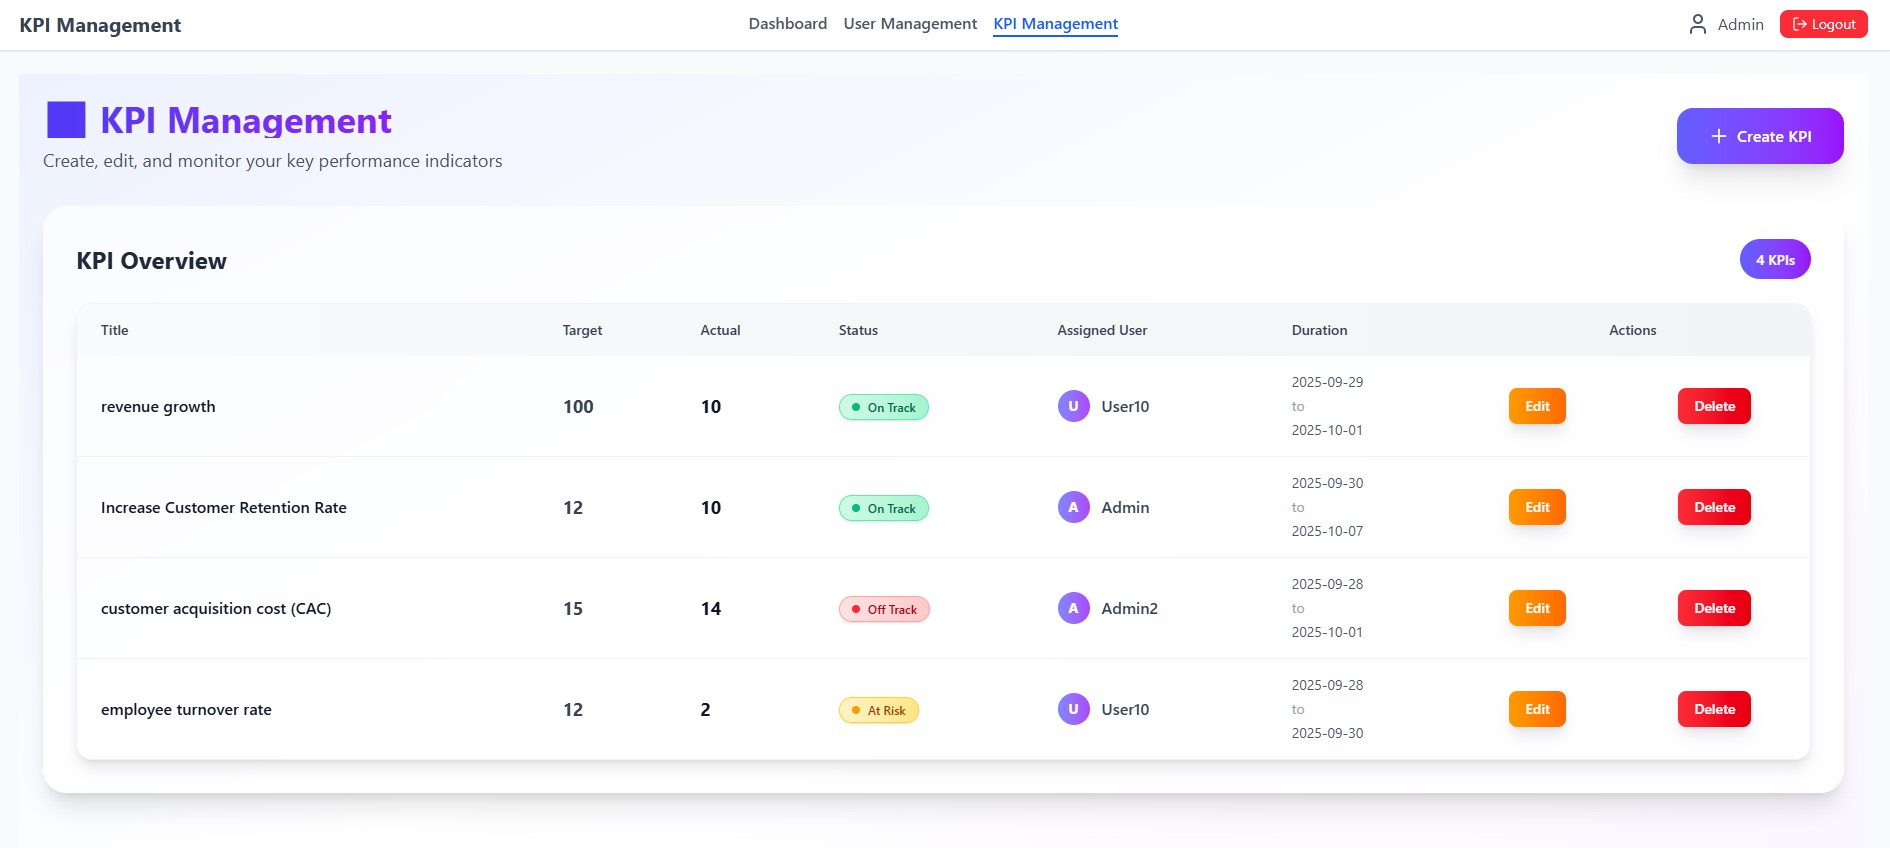 KPI Management
Dashboard User Management KPI Management
Admin Logout
KPI Management
Create, edit, and monitor your key performance indicators
+ Create KPI
KPI Overview
4 KPIs
Title Target Actual Status Assigned User Duration Actions
revenue growth 100 10 On Track U User10 2025-09-29 to 2025-10-01 Edit Delete
Increase Customer Retention Rate 12 10 On Track A Admin 2025-09-30 to 2025-10-07 Edit Delete
customer acquisition cost (CAC) 15 14 Off Track A Admin2 2025-09-28 to 2025-10-01 Edit Delete
employee turnover rate 12 2 At Risk U User10 2025-09-28 to 2025-09-30 Edit Delete